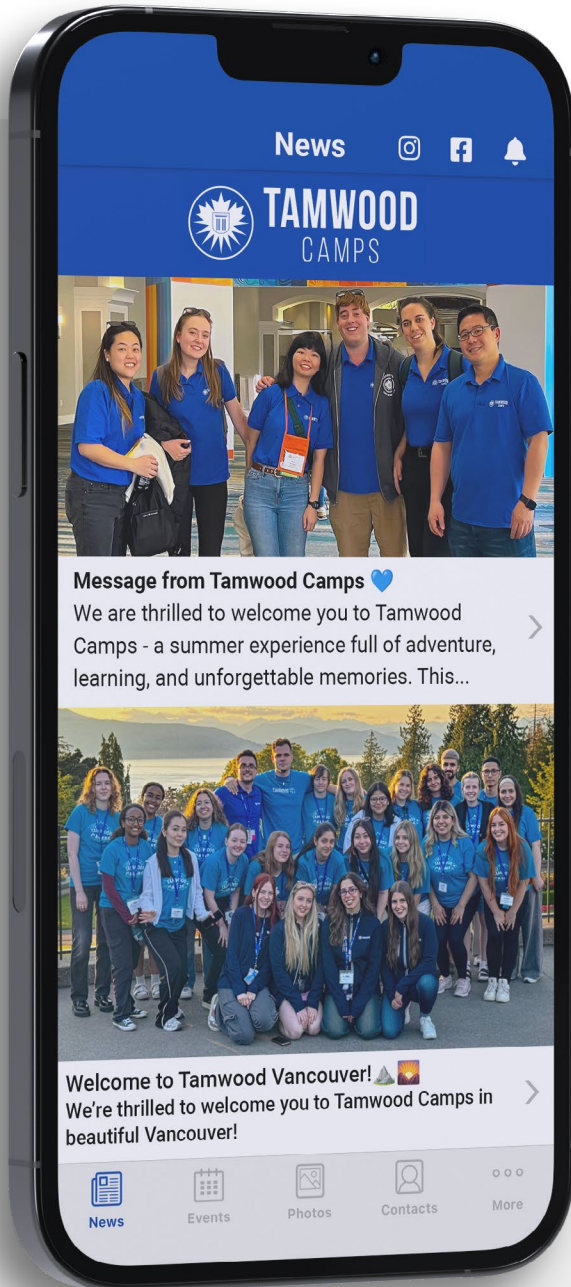 News
TAMWOOD
CAMPS
Message from Tamwood Camps 💙
We are thrilled to welcome you to Tamwood
Camps - a summer experience full of adventure,
learning, and unforgettable memories. This...
Welcome to Tamwood Vancouver!⛰️🌄
We're thrilled to welcome you to Tamwood Camps in
beautiful Vancouver!
News
Events
Photos
Contacts
More